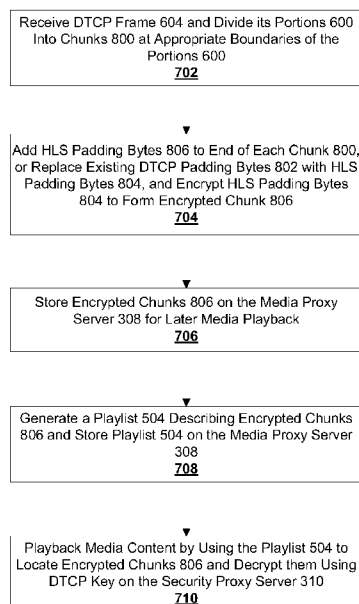 Receive DTCP Frame 604 and Divide its Portions 600
Into Chunks 800 at Appropriate Boundaries of the
Portions 600
702
Add HLS Padding Bytes 806 to End of Each Chunk 800,
or Replace Existing DTCP Padding Bytes 802 with HLS
Padding Bytes 804, and Encrypt HLS Padding Bytes
804 to Form Encrypted Chunk 806
704
Store Encrypted Chunks 806 on the Media Proxy
Server 308 for Later Media Playback
706
Generate a Playlist 504 Describing Encrypted Chunks
806 and Store Playlist 504 on the Media Proxy Server
308
708
Playback Media Content by Using the Playlist 504 to
Locate Encrypted Chunks 806 and Decrypt them Using
DTCP Key on the Security Proxy Server 310
710